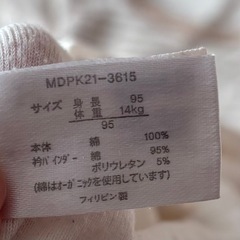 MDPK21-3615
サイズ 身長 95
体重 14kg
95
本体 綿 100%
衿バインダー 綿 95%
ポリウレタン 5%
(綿はオーガニックを使用しています)
フィリピン製